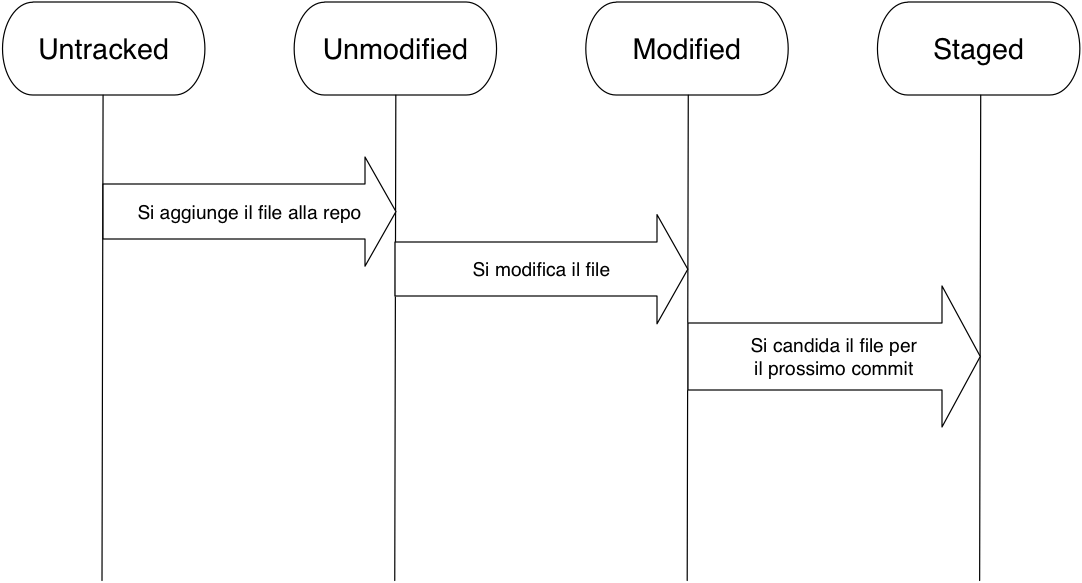 Untracked
Unmodified
Modified
Staged
Si aggiunge il file alla repo
Si modifica il file
Si candida il file per
il prossimo commit